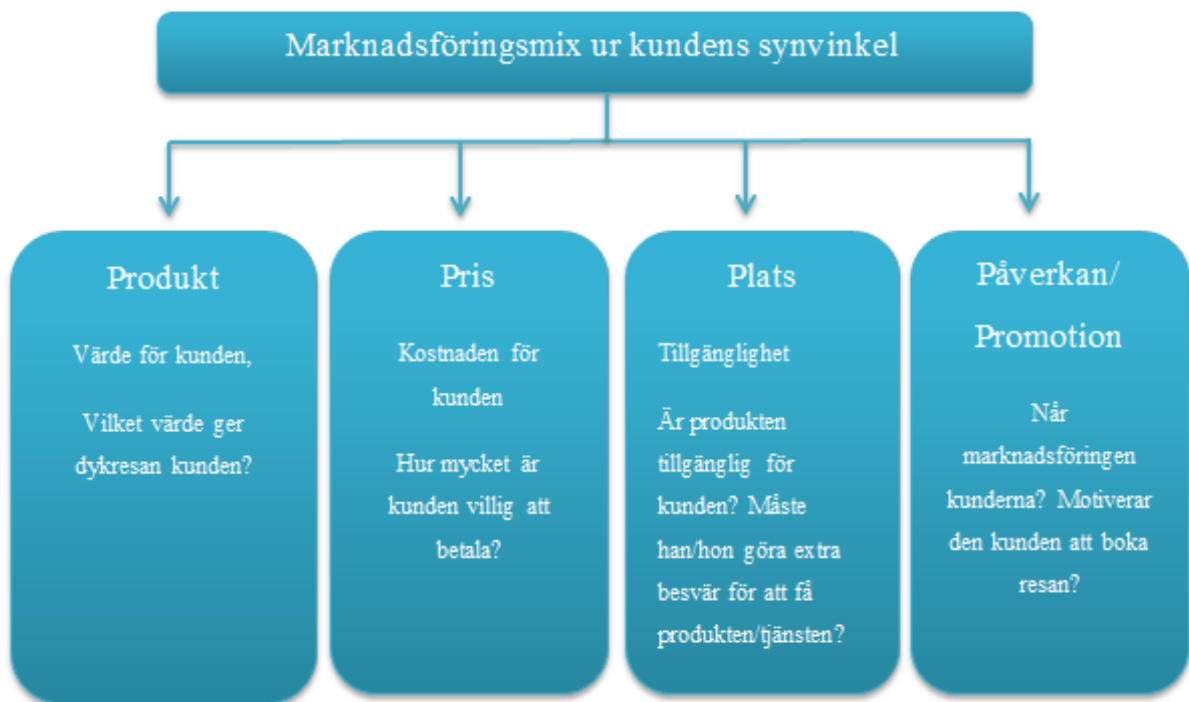 Marknadsföringsmix ur kundens synvinkel
Produkt
Värde för kunden,
Vilket värde ger
dykresan kunden?
Pris
Kostnaden för
kunden
Hur mycket är
kunden villig att
betala?
Plats
Tillgänglighet
Är produkten
tillgänglig för
kunden? Måste
han/hon göra extra
besvär för att få
produkten/tjänsten?
Påverkan/
Promotion
Når
marknadsföringen
kunderna? Motiverar
den kunden att boka
resan?